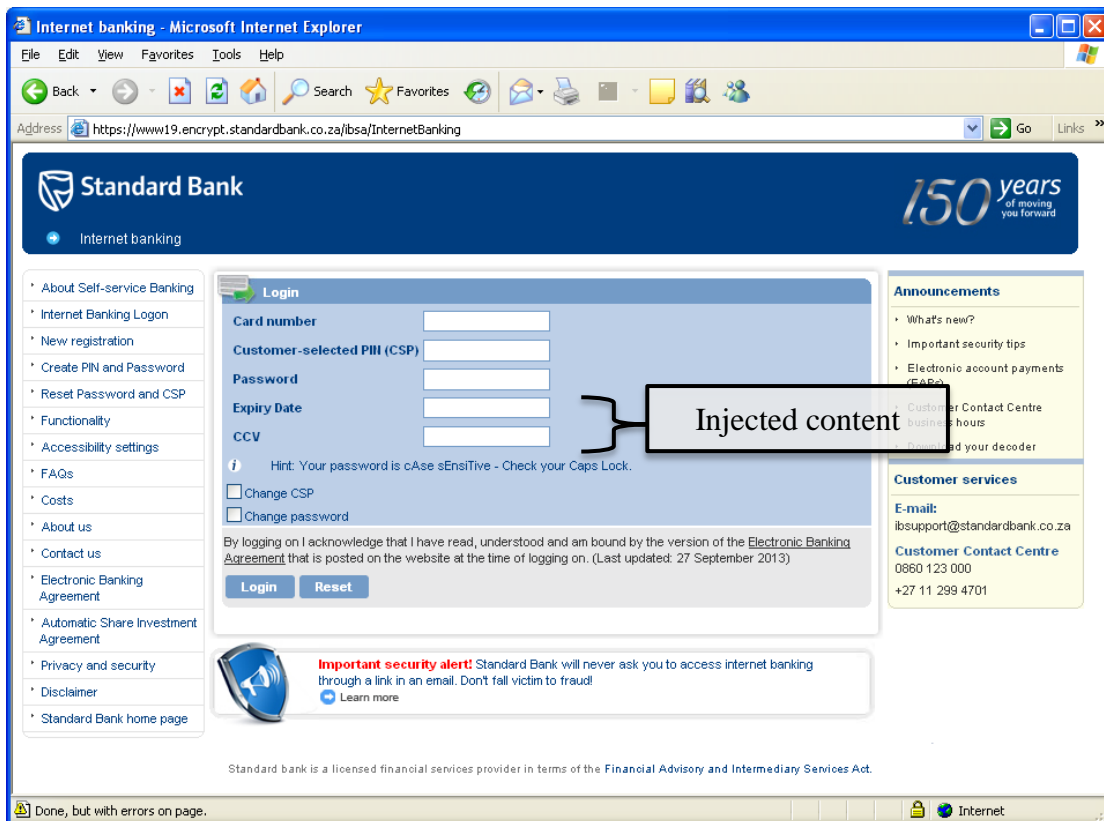 Internet banking - Microsoft Internet Explorer
File Edit View Favorites Tools Help
Back Search Favorites
Address https://www19.encrypt.standardbank.co.za/ibsa/InternetBanking Go Links »
Standard Bank
150 years
of moving
you forward
Internet banking
About Self-service Banking
Internet Banking Logon
New registration
Create PIN and Password
Reset Password and CSP
Functionality
Accessibility settings
FAQs
Costs
About us
Contact us
Electronic Banking
Agreement
Automatic Share Investment
Agreement
Privacy and security
Disclaimer
Standard Bank home page
Login
Card number
Customer-selected PIN (CSP)
Password
Expiry Date
CCV
Injected content
Hint: Your password is cAse sEnsiTive - Check your Caps Lock.
Change CSP
Change password
By logging on I acknowledge that I have read, understood and am bound by the version of the Electronic Banking
Agreement that is posted on the website at the time of logging on. (Last updated: 27 September 2013)
Login Reset
Important security alert! Standard Bank will never ask you to access internet banking
through a link in an email. Don't fall victim to fraud!
Learn more
Announcements
What's new?
Important security tips
Electronic account payments
(EAPs)
Customer Contact Centre
business hours
Download your decoder
Customer services
E-mail:
ibsupport@standardbank.co.za
Customer Contact Centre
0860 123 000
+27 11 299 4701
Standard bank is a licensed financial services provider in terms of the Financial Advisory and Intermediary Services Act.
Done, but with errors on page. Internet